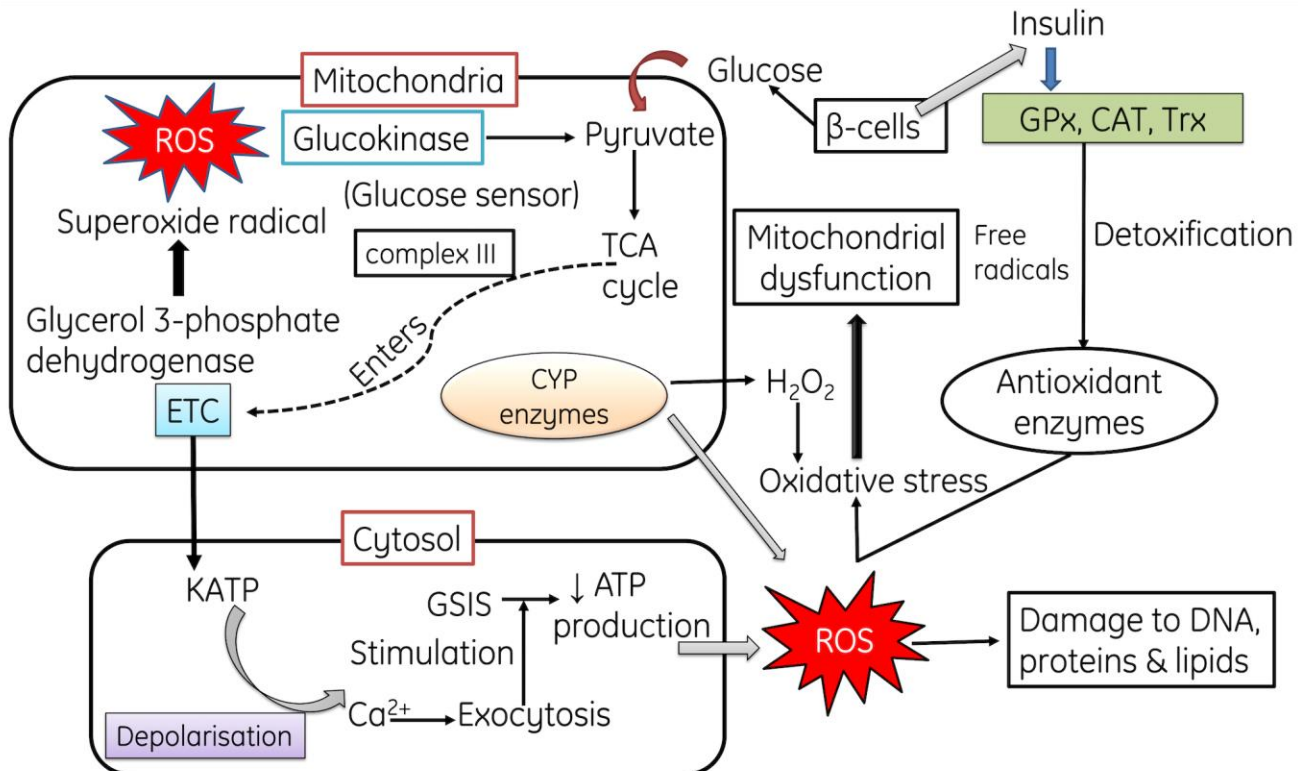 Insulin
Mitochondria
Glucose
ROS
Glucokinase
Pyruvate
β-cells
GPx, CAT, Trx
(Glucose sensor)
Superoxide radical
complex III
TCA
cycle
Mitochondrial
dysfunction
Free
radicals
Detoxification
Glycerol 3-phosphate
dehydrogenase
Enters
ETC
CYP
enzymes
H₂O₂
Antioxidant
enzymes
Oxidative stress
Cytosol
KATP
GSIS
↓ ATP
production
Stimulation
ROS
Damage to DNA,
proteins & lipids
Ca²⁺
Exocytosis
Depolarisation